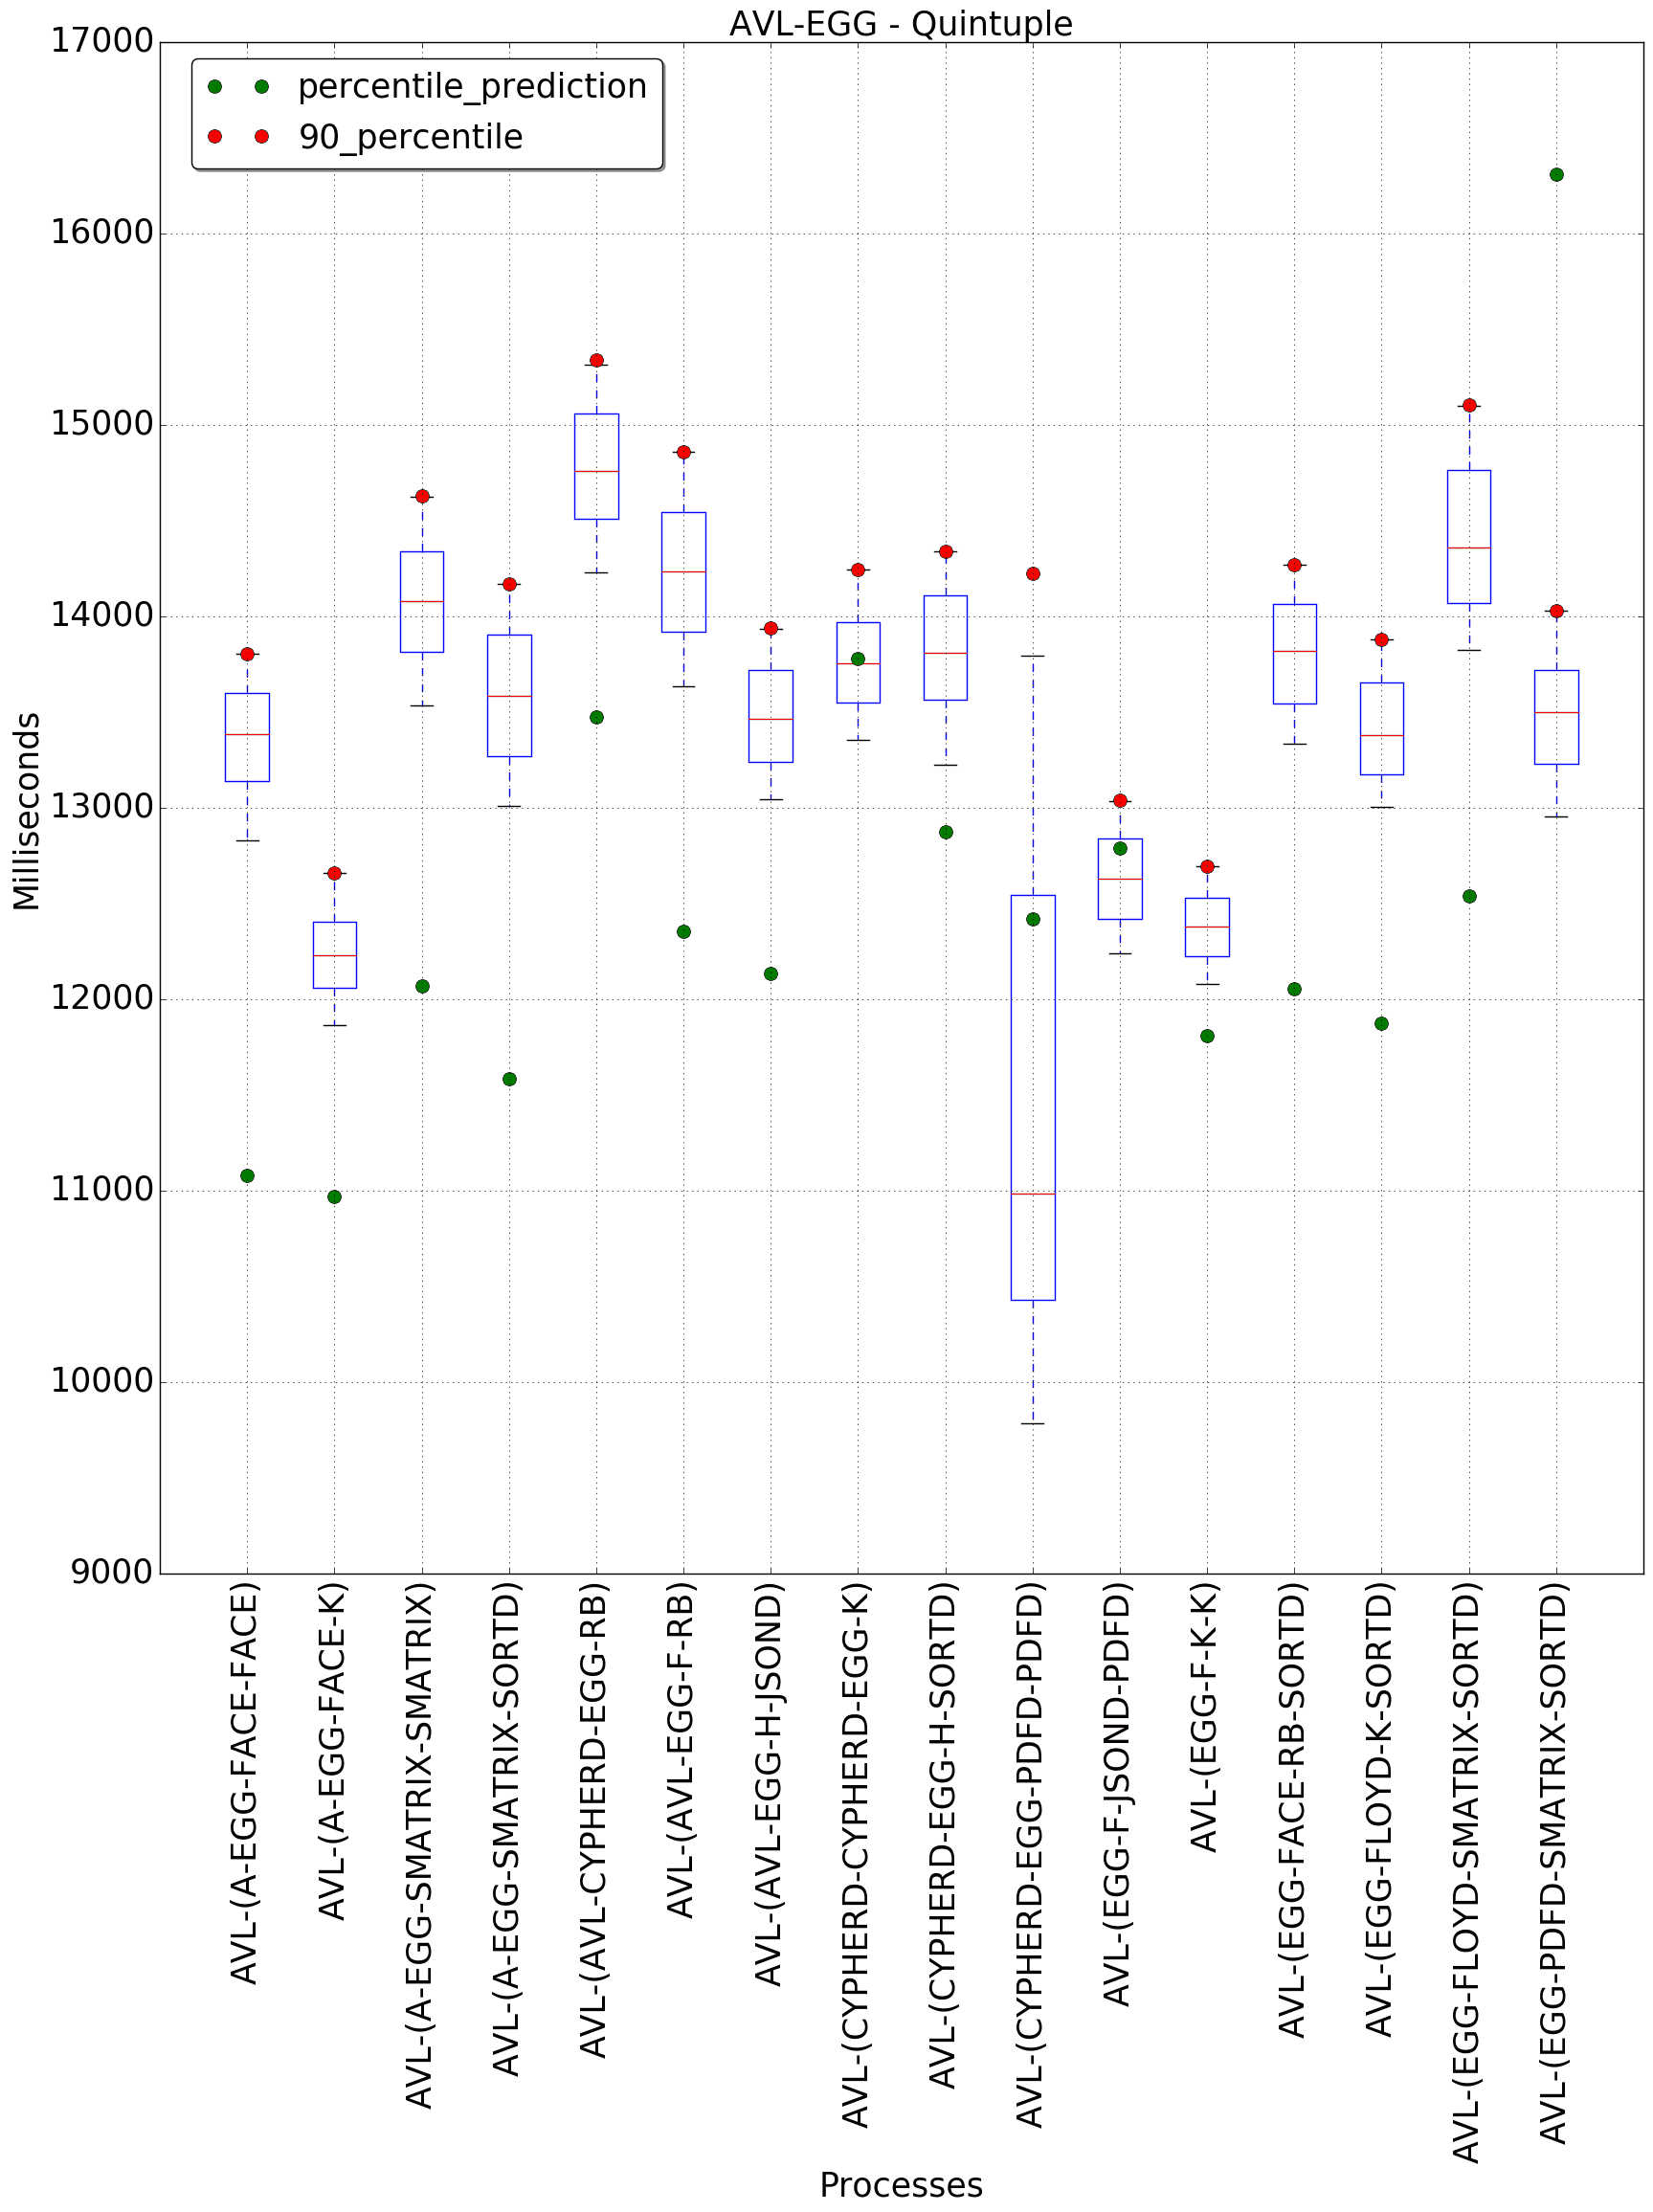 AVL-EGG - Quintuple
percentile_prediction
90_percentile
17000
16000
15000
14000
13000
12000
11000
10000
9000
Milliseconds
AVL-(A-EGG-FACE-FACE)
AVL-(A-EGG-FACE-K)
AVL-(A-EGG-SMATRIX-SMATRIX)
AVL-(A-EGG-SMATRIX-SORTD)
AVL-(AVL-CYPHERD-EGG-RB)
AVL-(AVL-EGG-F-RB)
AVL-(AVL-EGG-H-JSOND)
AVL-(CYPHERD-CYPHERD-EGG-K)
AVL-(CYPHERD-EGG-H-SORTD)
AVL-(CYPHERD-EGG-PDFD-PDFD)
AVL-(EGG-F-JSOND-PDFD)
AVL-(EGG-F-K-K)
AVL-(EGG-FACE-RB-SORTD)
AVL-(EGG-FLOYD-K-SORTD)
AVL-(EGG-FLOYD-SMATRIX-SORTD)
AVL-(EGG-PDFD-SMATRIX-SORTD)
Processes